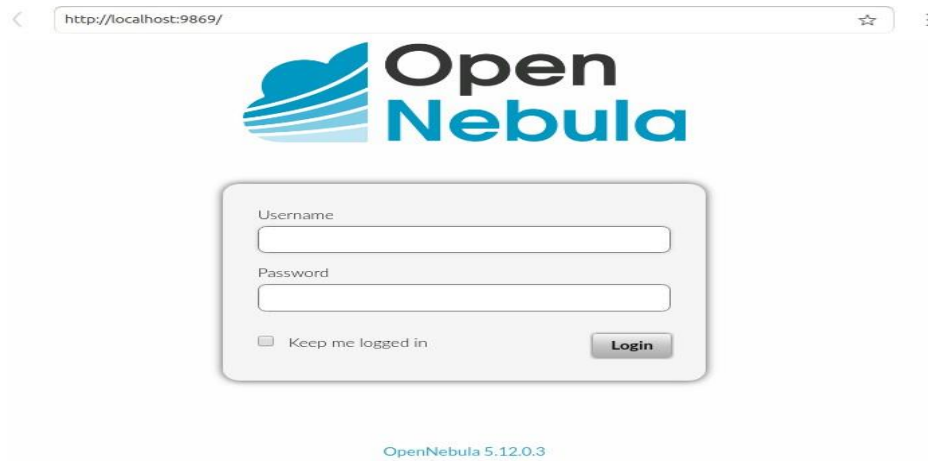 http://localhost:9869/
Open
Nebula
Username
Password
Keep me logged in
Login
OpenNebula 5.12.0.3